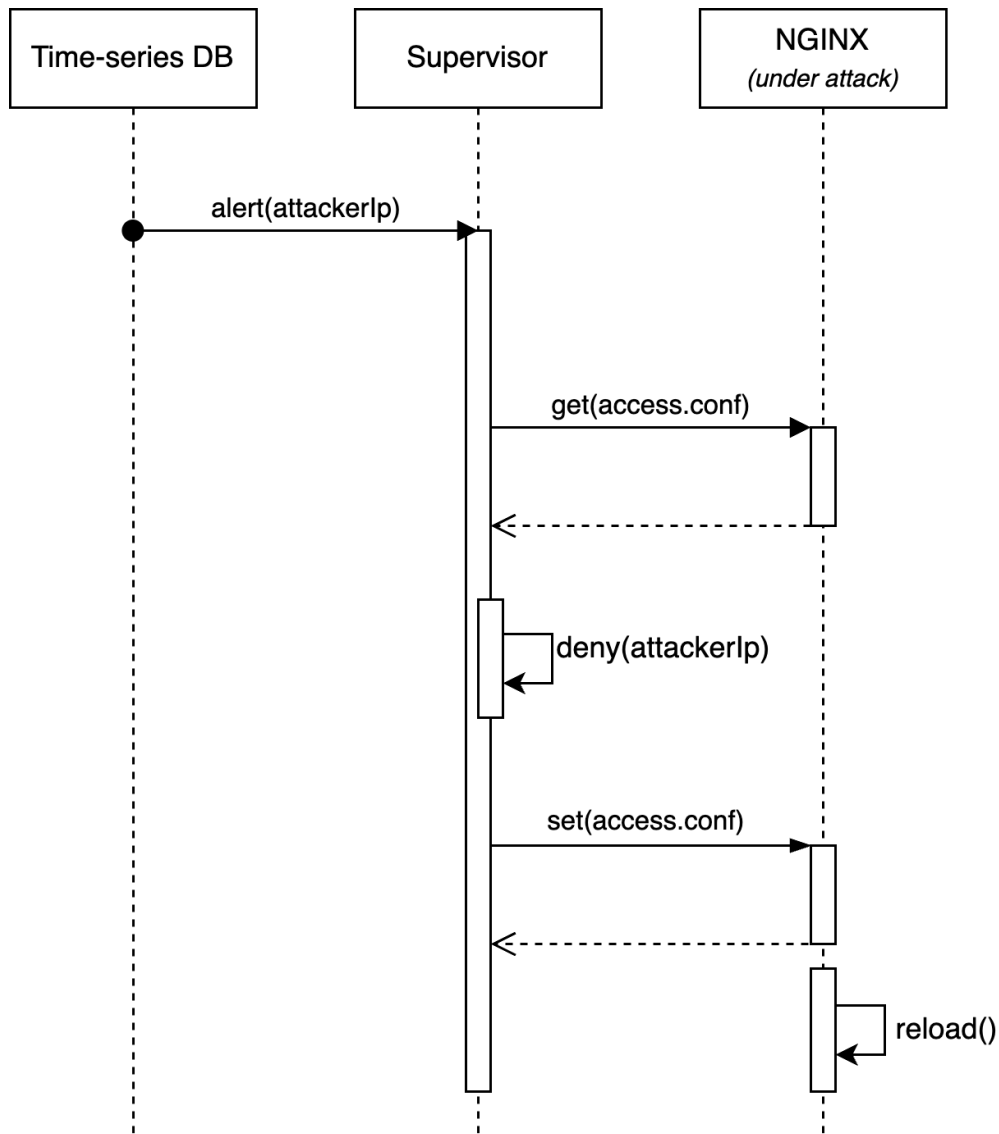 Time-series DB
Supervisor
NGINX
(under attack)
alert(attackerIp)
get(access.conf)
deny(attackerIp)
set(access.conf)
reload()